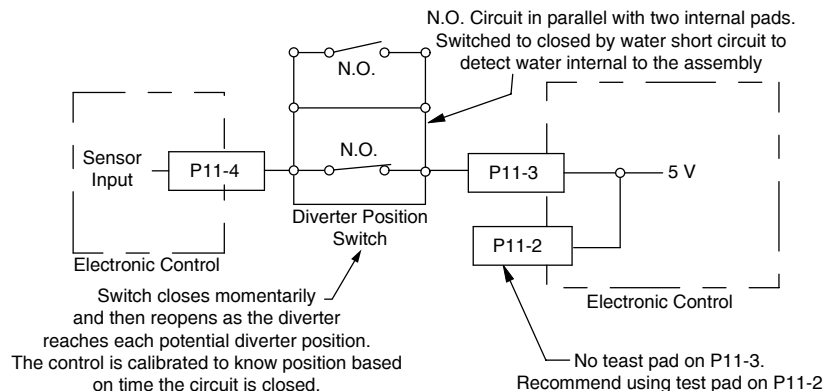 N.O. Circuit in parallel with two internal pads.
Switched to closed by water short circuit to
detect water internal to the assembly
N.O.
N.O.
Sensor
Input
P11-4
P11-3
5 V
P11-2
Diverter Position
Switch
Electronic Control
Electronic Control
Switch closes momentarily
and then reopens as the diverter
reaches each potential diverter position.
The control is calibrated to know position based
on time the circuit is closed.
No teast pad on P11-3.
Recommend using test pad on P11-2